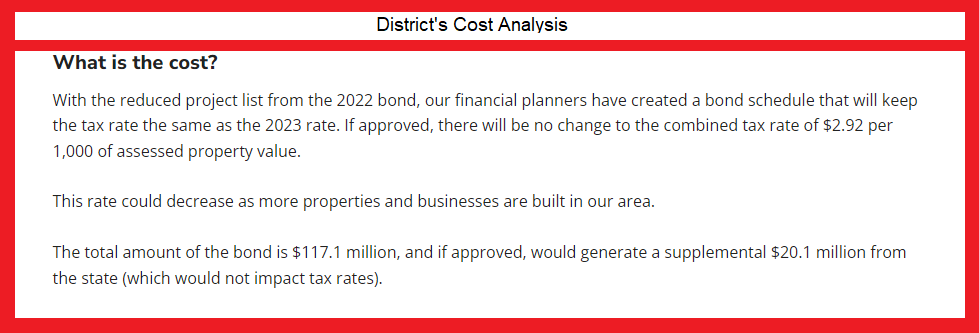 District's Cost Analysis
What is the cost?
With the reduced project list from the 2022 bond, our financial planners have created a bond schedule that will keep
the tax rate the same as the 2023 rate. If approved, there will be no change to the combined tax rate of $2.92 per
1,000 of assessed property value.
This rate could decrease as more properties and businesses are built in our area.
The total amount of the bond is $117.1 million, and if approved, would generate a supplemental $20.1 million from
the state (which would not impact tax rates).